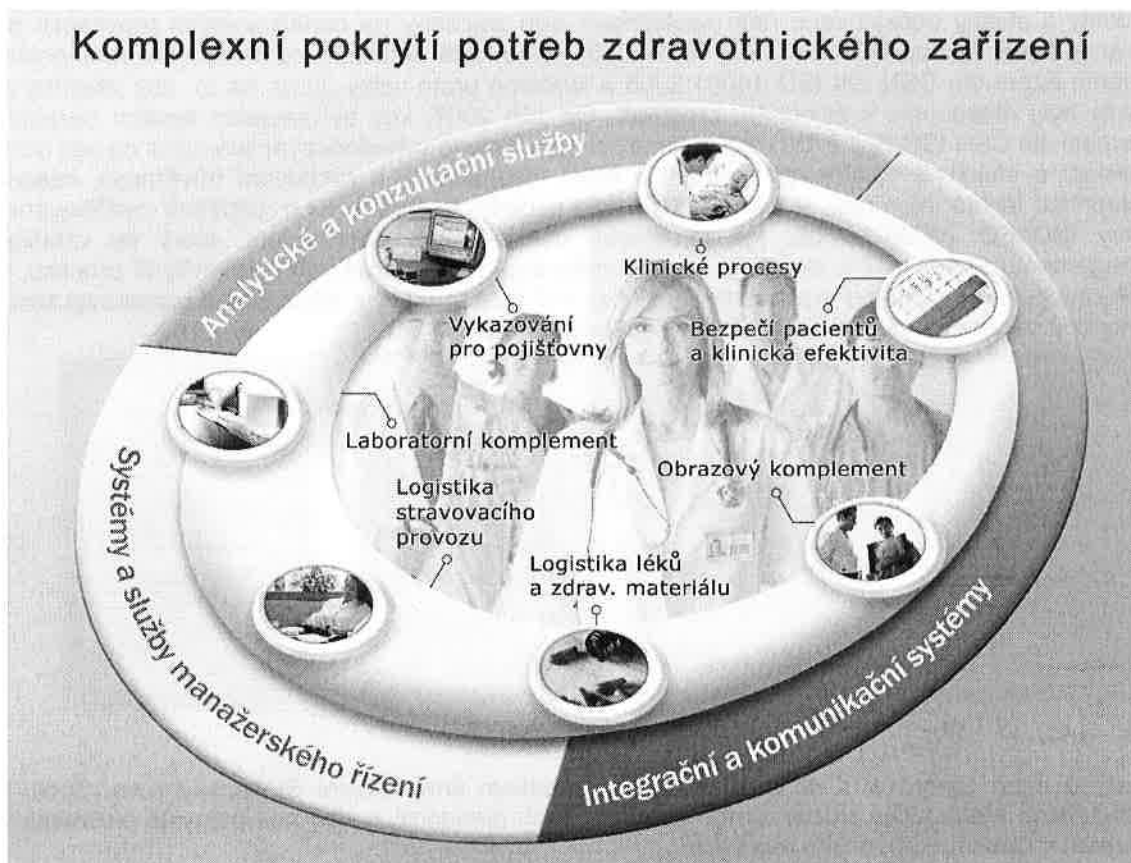 Komplexní pokrytí potřeb zdravotnického zařízení
Analytické a konzultační služby
Klinické procesy
Vykazování
pro pojišťovny
Bezpečí pacientů
a klinická efektivita
Laboratorní komplement
Obrazový komplement
Logistika
stravovacího
provozu
Logistika léků
a zdrav. materiálu
Systémy a služby manažerského řízení
Integrační a komunikační systémy